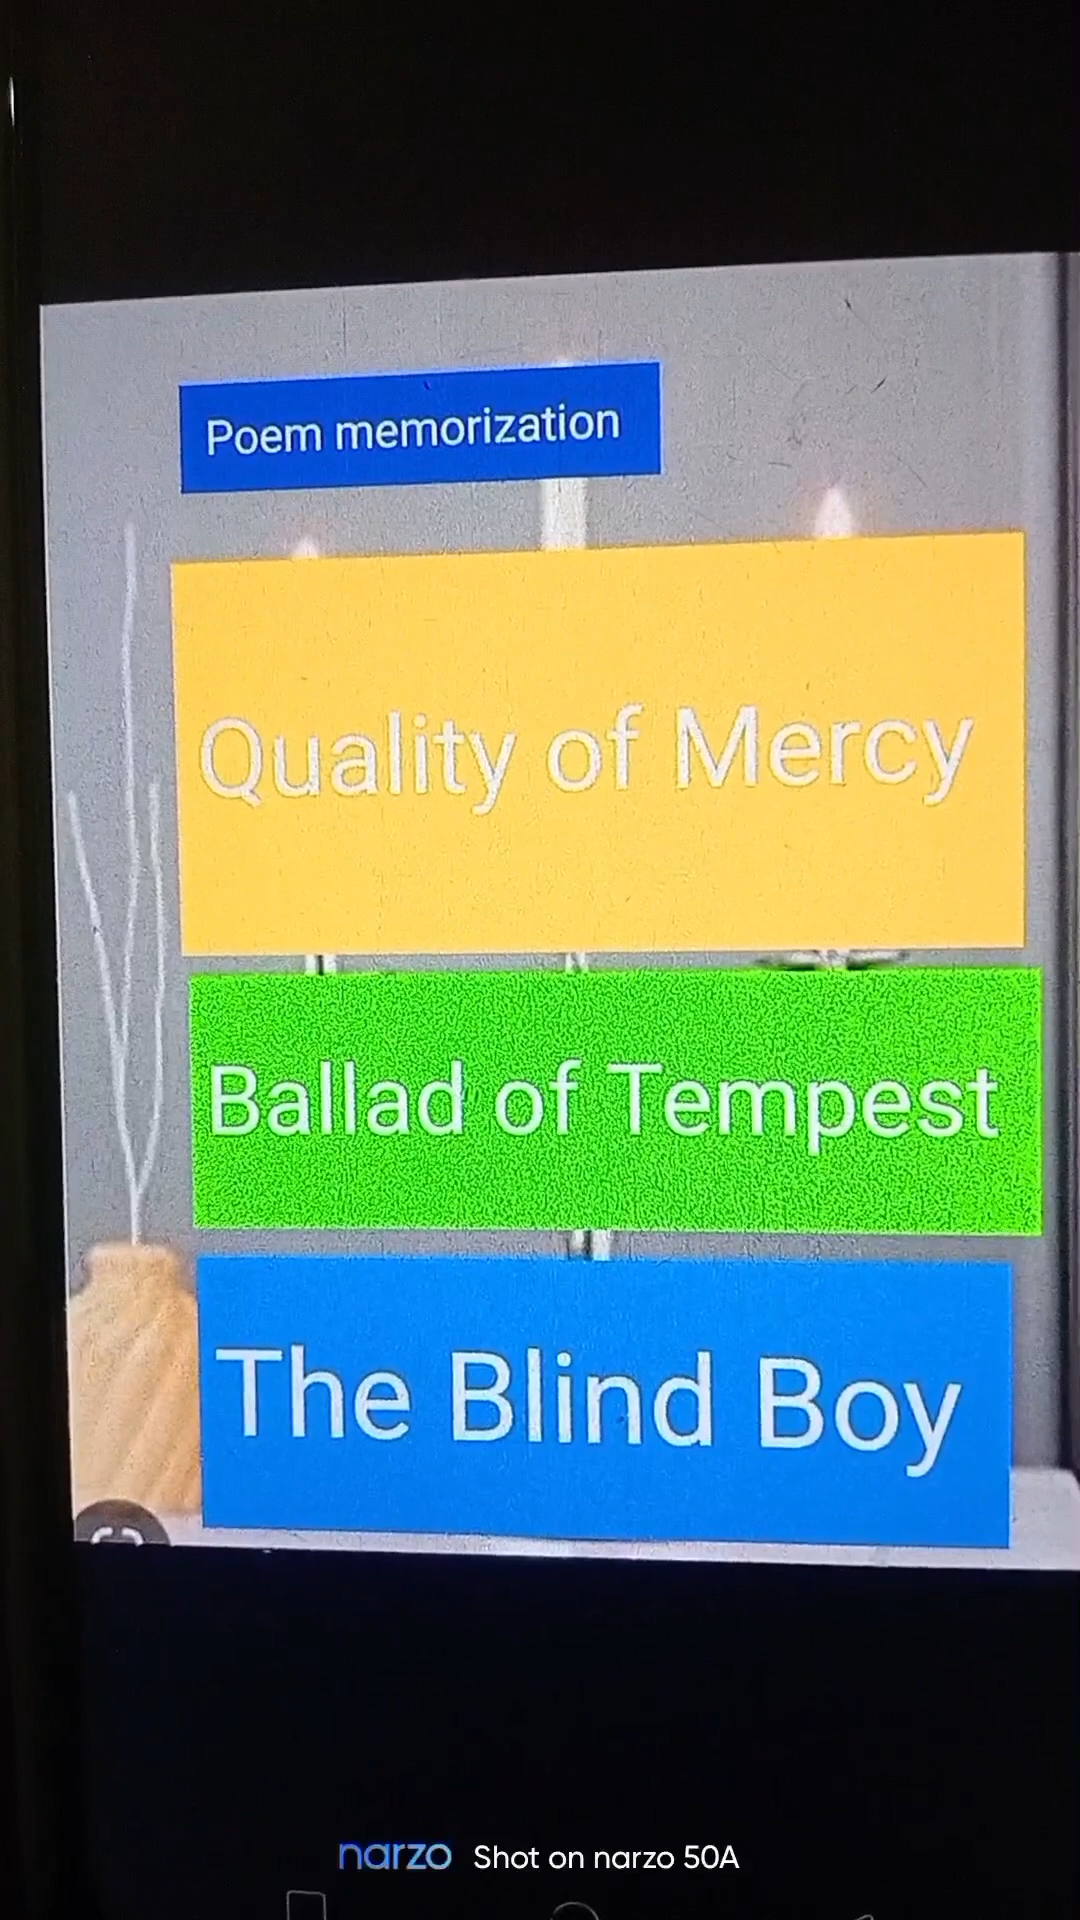 Poem memorization
Quality of Mercy
Ballad of Tempest
The Blind Boy
narzo Shot on narzo 50A